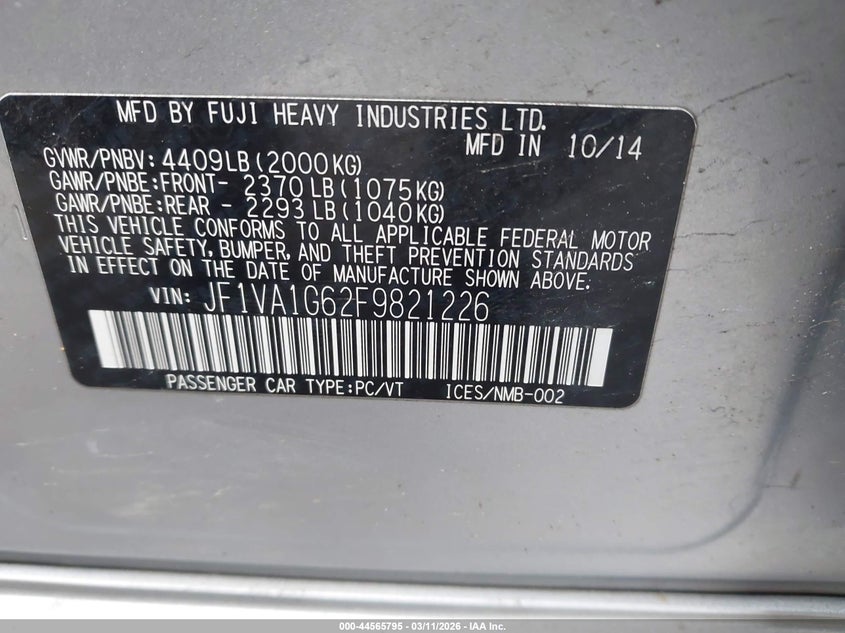 MFD BY FUJI HEAVY INDUSTRIES LTD.
MFD IN 10/14
GVWR/PNBV: 4409LB(2000KG)
GAWR/PNBE:FRONT- 2370LB(1075KG)
GAWR/PNBE:REAR - 2293LB(1040KG)
THIS VEHICLE CONFORMS TO ALL APPLICABLE FEDERAL MOTOR
VEHICLE SAFETY, BUMPER, AND THEFT PREVENTION STANDARDS
IN EFFECT ON THE DATE OF MANUFACTURE SHOWN ABOVE.
VIN: JF1VA1G62F9821226
PASSENGER CAR TYPE:PC/VT ICES/NMB-002
000-44565795 - 03/11/2026 - IAA Inc.